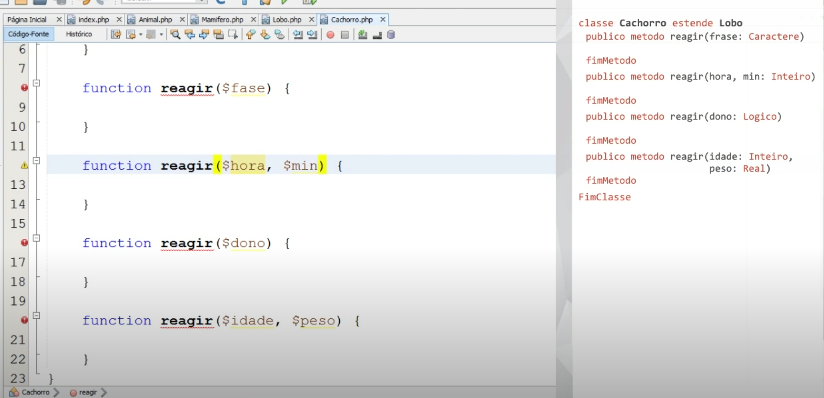 Página Inicial
index.php
Animal.php
Mamifero.php
Lobo.php
Cachorro.php
Código-Fonte
Histórico
6 }
7
function reagir($fase) {
9
10 }
11
function reagir($hora, $min) {
13
14 }
15
function reagir($dono) {
17
18 }
19
function reagir($idade, $peso) {
21
22 }
23 }
Cachorro
reagir
classe Cachorro estende Lobo
publico metodo reagir(frase: Caractere)
fimMetodo
publico metodo reagir(hora, min: Inteiro)
fimMetodo
publico metodo reagir(dono: Logico)
fimMetodo
publico metodo reagir(idade: Inteiro,
peso: Real)
fimMetodo
FimClasse